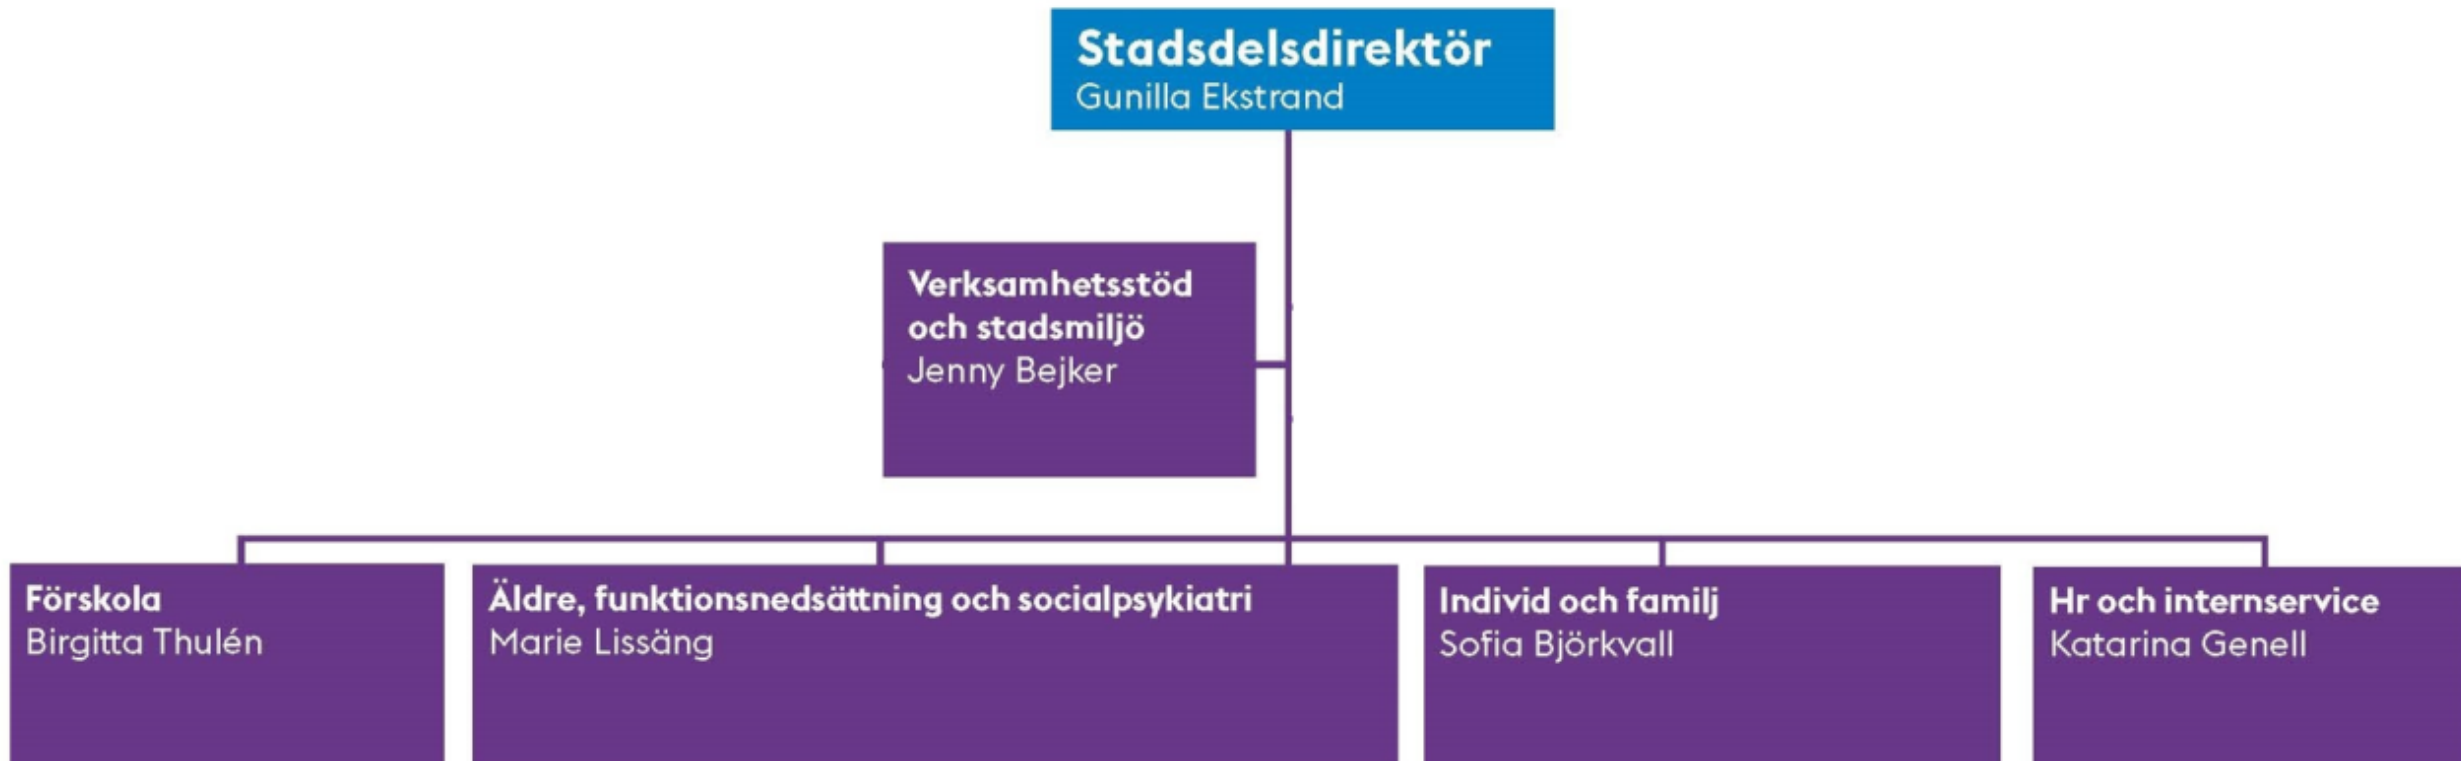 Stadsdelsdirektör
Gunilla Ekstrand
Verksamhetsstöd
och stadsmiljö
Jenny Bejker
Förskola
Birgitta Thulén
Äldre, funktionsnedsättning och socialpsykiatri
Marie Lissäng
Individ och familj
Sofia Björkvall
Hr och internservice
Katarina Genell